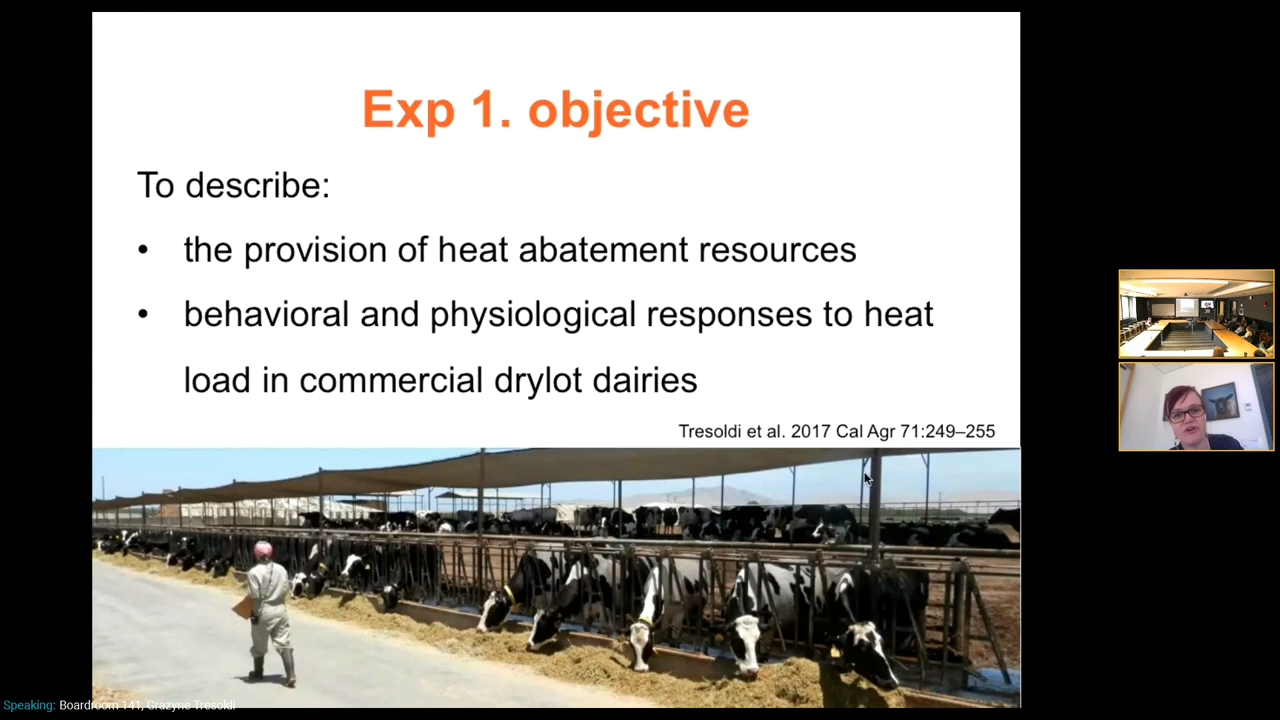 Exp 1. objective
To describe:
• the provision of heat abatement resources
• behavioral and physiological responses to heat
load in commercial drylot dairies
Tresoldi et al. 2017 Cal Agr 71:249–255
Speaking: Boardroom 141, Grazyne Tresoldi